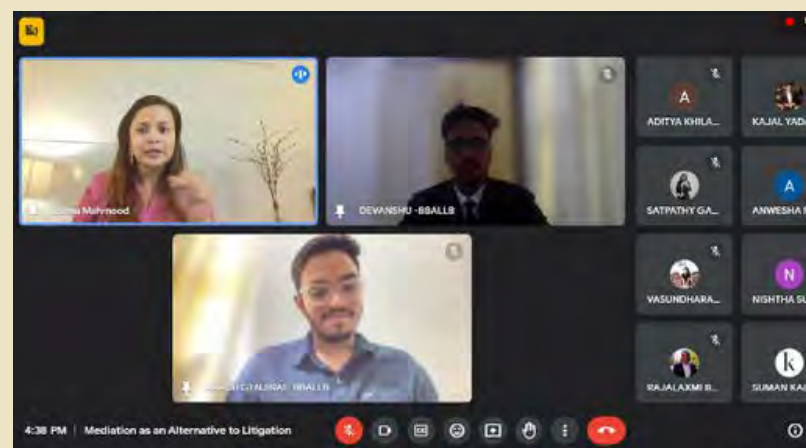 A
ADITYA KHILA...
KAJAL YADA
Mahmood
DEVANSHU -BBALLB
SATPATHY GA...
A
ANWESHA
VASUNDHARA...
N
NISHTHA SU
BBALLB
RAJALAXMI B...
k
SUMAN KAL
4:38 PM | Mediation as an Alternative to Litigation